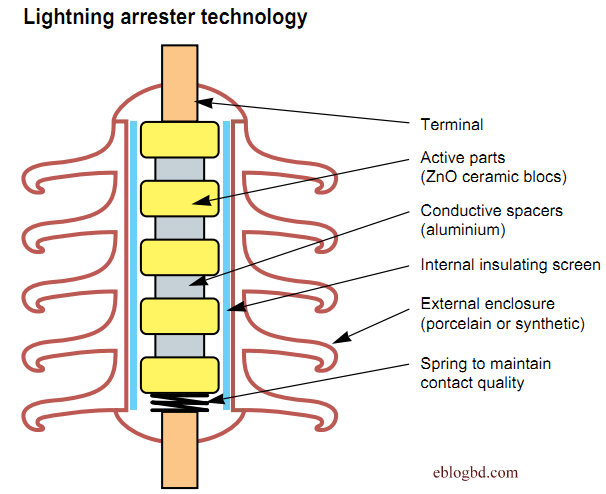 Lightning arrester technology
Terminal
Active parts
(ZnO ceramic blocs)
Conductive spacers
(aluminium)
Internal insulating screen
External enclosure
(porcelain or synthetic)
Spring to maintain
contact quality
eblogbd.com